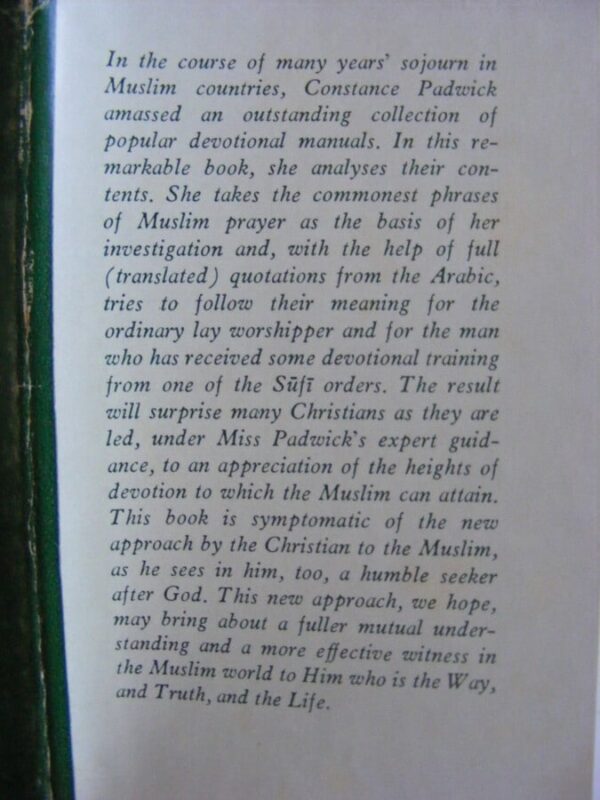 In the course of many years' sojourn in
Muslim countries, Constance Padwick
amassed an outstanding collection of
popular devotional manuals. In this re-
markable book, she analyses their con-
tents. She takes the commonest phrases
of Muslim prayer as the basis of her
investigation and, with the help of full
(translated) quotations from the Arabic,
tries to follow their meaning for the
ordinary lay worshipper and for the man
who has received some devotional training
from one of the Sūfī orders. The result
will surprise many Christians as they are
led, under Miss Padwick's expert guid-
ance, to an appreciation of the heights of
devotion to which the Muslim can attain.
This book is symptomatic of the new
approach by the Christian to the Muslim,
as he sees in him, too, a humble seeker
after God. This new approach, we hope,
may bring about a fuller mutual under-
standing and a more effective witness in
the Muslim world to Him who is the Way,
and Truth, and the Life.